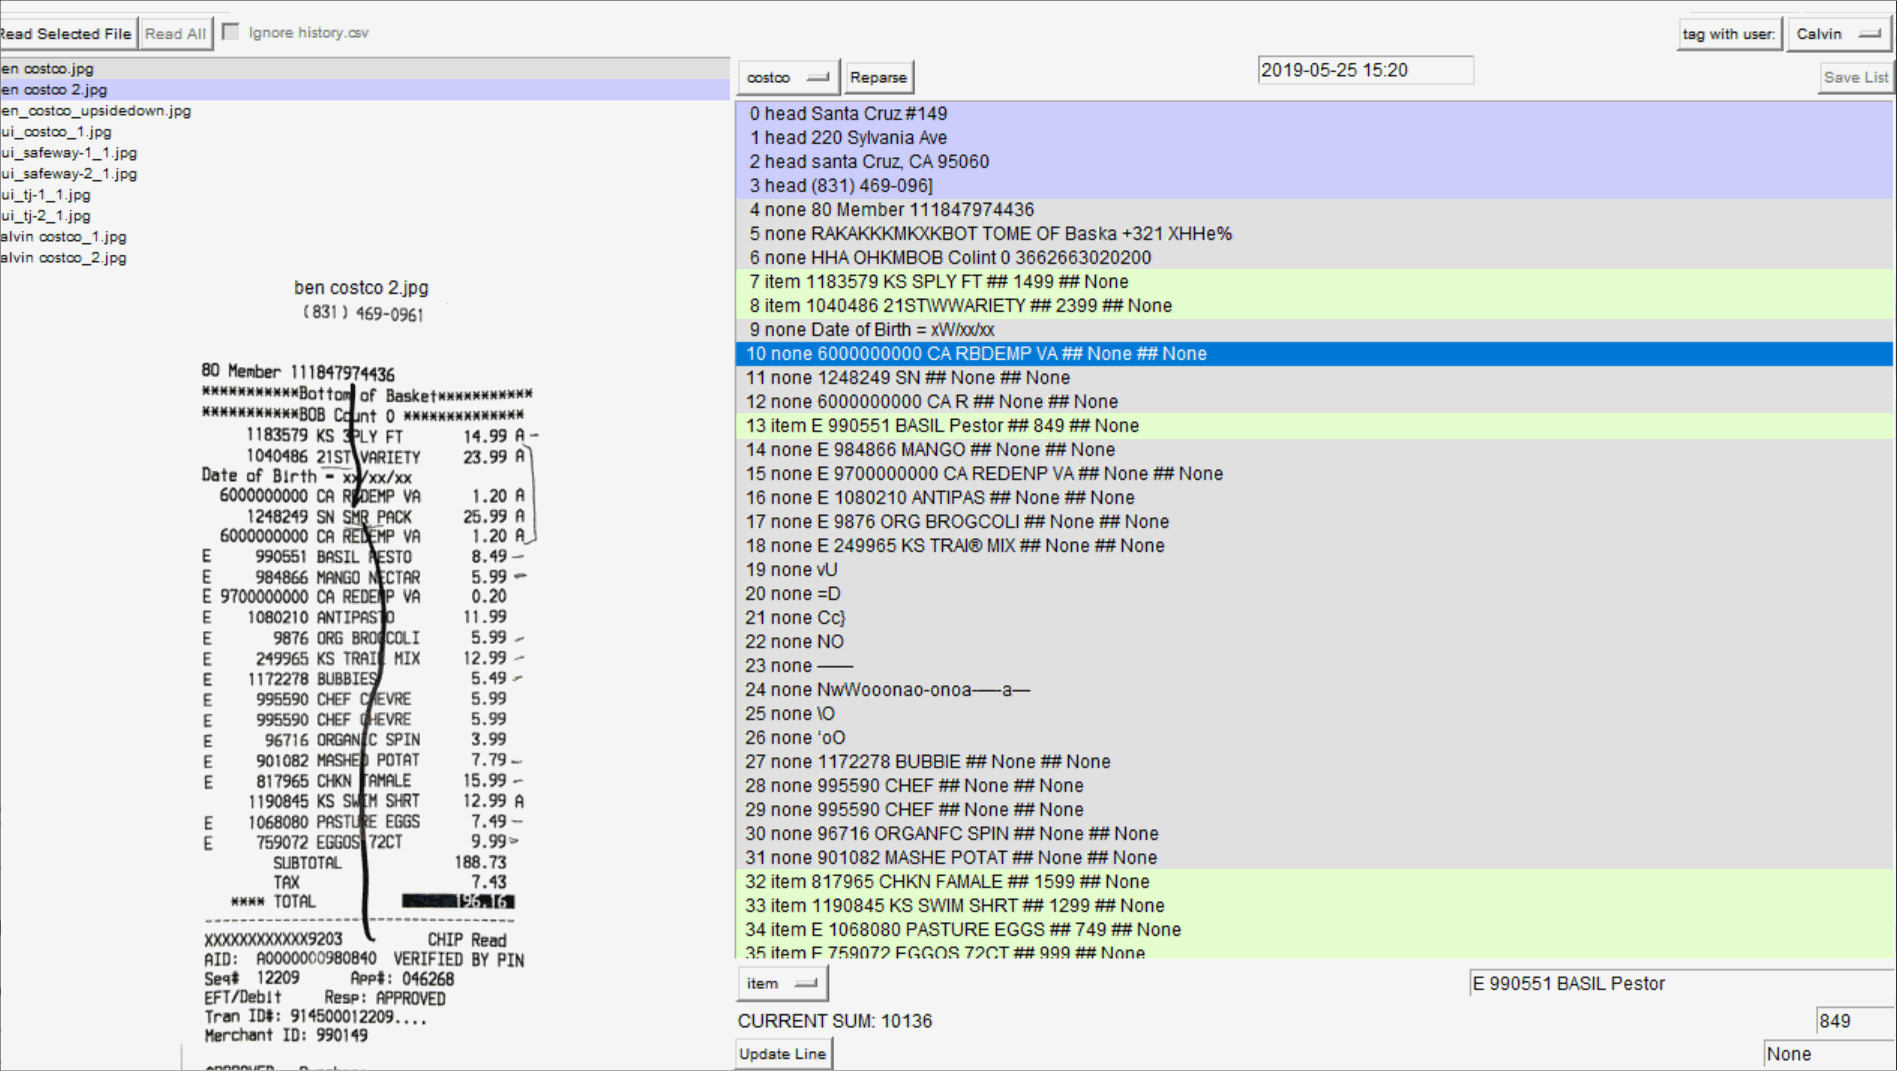 Read Selected File
Read All
Ignore history.csv
tag with user:
Calvin
en costco.jpg
en costco 2.jpg
en_costco_upsidedown.jpg
ui_costco_1.jpg
ui_safeway-1_1.jpg
ui_safeway-2_1.jpg
ui_tj-1_1.jpg
ui_tj-2_1.jpg
alvin costco_1.jpg
alvin costco_2.jpg
ben costco 2.jpg
(831) 469-0961
80 Member 111847974436
***********Bottom of Basket***********
***********BOB Count 0 **************
1183579 KS 3PLY FT 14.99 A
1040486 21ST VARIETY 23.99 A
Date of Birth = xx/xx/xx
6000000000 CA REDEMP VA 1.20 A
1248249 SN SMR PACK 25.99 A
6000000000 CA REDEMP VA 1.20 A
E 990551 BASIL PESTO 8.49
E 984866 MANGO NECTAR 5.99
E 9700000000 CA REDEMP VA 0.20
E 1080210 ANTIPASTO 11.99
E 9876 ORG BROCCOLI 5.99
E 249965 KS TRAIL MIX 12.99
E 1172278 BUBBIES 5.49
E 995590 CHEF CHEVRE 5.99
E 995590 CHEF CHEVRE 5.99
E 96716 ORGANIC SPIN 3.99
E 901082 MASHED POTAT 7.79
E 817965 CHKN TAMALE 15.99
1190845 KS SWIM SHRT 12.99 A
E 1068080 PASTURE EGGS 7.49
E 759072 EGGOS 72CT 9.99
SUBTOTAL 188.73
TAX 7.43
**** TOTAL 196.16
XXXXXXXXXXXX9203 CHIP Read
AID: A0000000980840 VERIFIED BY PIN
Seq# 12209 App#: 046268
EFT/Debit Resp: APPROVED
Tran ID#: 914500012209....
Merchant ID: 990149
costco
Reparse
2019-05-25 15:20
Save List
0 head Santa Cruz #149
1 head 220 Sylvania Ave
2 head santa Cruz, CA 95060
3 head (831) 469-096]
4 none 80 Member 111847974436
5 none RAKAKKKMKXKBOT TOME OF Baska +321 XHHe%
6 none HHA OHKMBOB Colint 0 3662663020200
7 item 1183579 KS SPLY FT ## 1499 ## None
8 item 1040486 21ST\WWARIETY ## 2399 ## None
9 none Date of Birth = xW/xx/xx
10 none 6000000000 CA RBDEMP VA ## None ## None
11 none 1248249 SN ## None ## None
12 none 6000000000 CA R ## None ## None
13 item E 990551 BASIL Pestor ## 849 ## None
14 none E 984866 MANGO ## None ## None
15 none E 9700000000 CA REDENP VA ## None ## None
16 none E 1080210 ANTIPAS ## None ## None
17 none E 9876 ORG BROGCOLI ## None ## None
18 none E 249965 KS TRAI® MIX ## None ## None
19 none vU
20 none =D
21 none Cc}
22 none NO
23 none ——
24 none NwWooonao-onoa—–-a—
25 none \O
26 none ‘oO
27 none 1172278 BUBBIE ## None ## None
28 none 995590 CHEF ## None ## None
29 none 995590 CHEF ## None ## None
30 none 96716 ORGANFC SPIN ## None ## None
31 none 901082 MASHE POTAT ## None ## None
32 item 817965 CHKN FAMALE ## 1599 ## None
33 item 1190845 KS SWIM SHRT ## 1299 ## None
34 item E 1068080 PASTURE EGGS ## 749 ## None
35 item E 759072 EGGOS 72CT ## 999 ## None
item
E 990551 BASIL Pestor
CURRENT SUM: 10136
849
Update Line
None